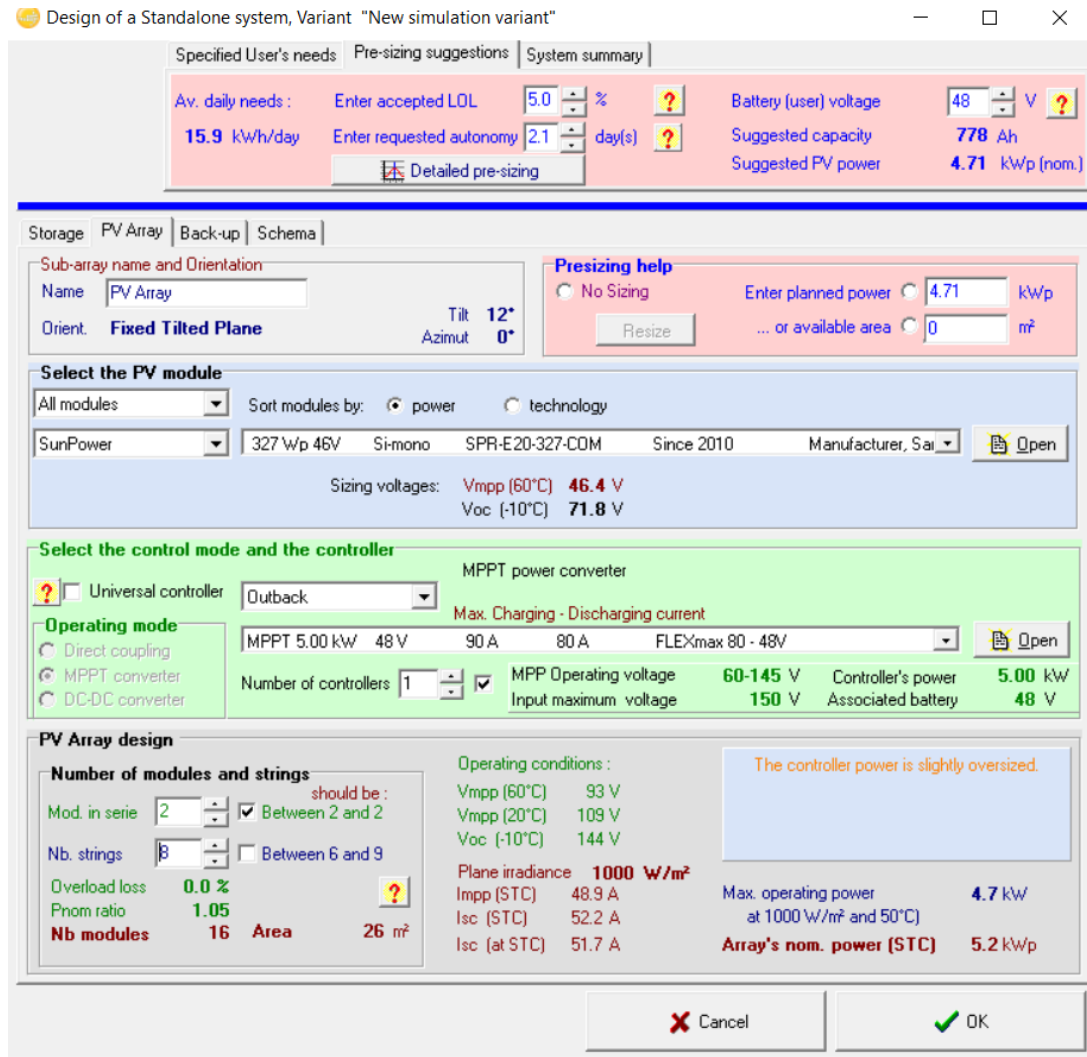 Design of a Standalone system, Variant "New simulation variant"
Specified User's needs Pre-sizing suggestions System summary
Av. daily needs : Enter accepted LOL 5.0 % ? Battery (user) voltage 48 V ?
15.9 kWh/day Enter requested autonomy 2.1 day(s) ? Suggested capacity 778 Ah
Detailed pre-sizing Suggested PV power 4.71 kWp (nom.)
Storage PV Array Back-up Schema
Sub-array name and Orientation Presizing help
Name PV Array No Sizing Enter planned power 4.71 kWp
Orient. Fixed Tilted Plane Tilt 12° Resize ... or available area 0 m²
Azimut 0°
Select the PV module
All modules Sort modules by: power technology
SunPower 327 Wp 46V Si-mono SPR-E20-327-COM Since 2010 Manufacturer, Open
Sizing voltages: Vmpp (60°C) 46.4 V
Voc (-10°C) 71.8 V
Select the control mode and the controller
MPPT power converter
? Universal controller Outback
Max. Charging - Discharging current
Operating mode MPPT 5.00 kW 48 V 90 A 80 A FLEXmax 80 - 48V Open
Direct coupling
MPPT converter Number of controllers 1 MPP Operating voltage 60-145 V Controller's power 5.00 kW
DC-DC converter Input maximum voltage 150 V Associated battery 48 V
PV Array design
Number of modules and strings Operating conditions : The controller power is slightly oversized.
should be :
Mod. in serie 2 Between 2 and 2 Vmpp (60°C) 93 V
Vmpp (20°C) 109 V
Nb. strings 8 Between 6 and 9 Voc (-10°C) 144 V
Overload loss 0.0 % ? Plane irradiance 1000 W/m²
Pnom ratio 1.05 Impp (STC) 48.9 A Max. operating power 4.7 kW
Nb modules 16 Area 26 m² Isc (STC) 52.2 A at 1000 W/m² and 50°C)
Isc (at STC) 51.7 A Array's nom. power (STC) 5.2 kWp
Cancel OK